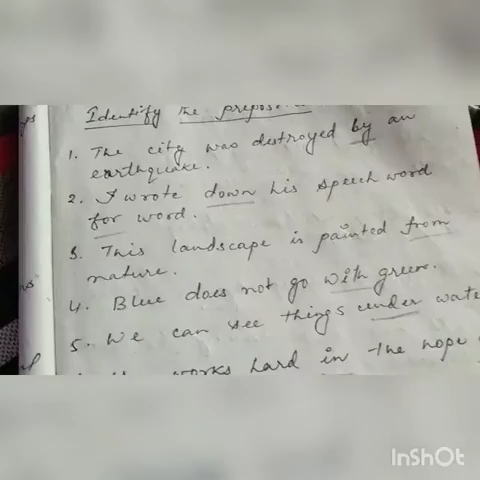 Identify the
1. The city was destroyed by an
earthquake.
2. I wrote down his speech word
for word.
3. This landscape is painted from
nature.
4. Blue does not go with green.
5. We can see things under
works hard in the hope
InShOt